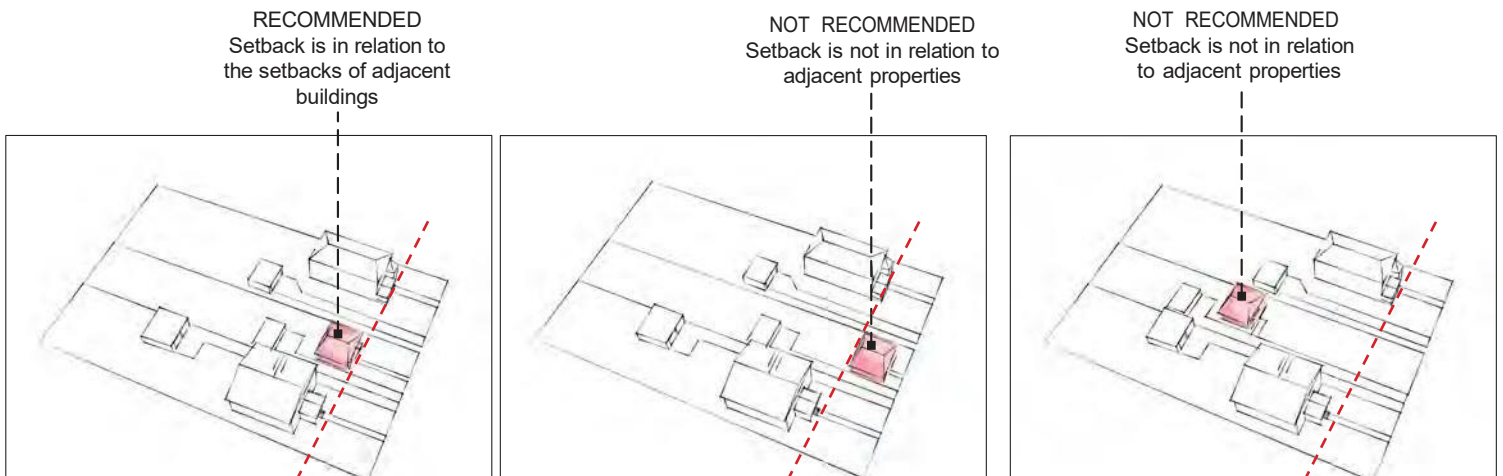 RECOMMENDED
Setback is in relation to
the setbacks of adjacent
buildings
NOT RECOMMENDED
Setback is not in relation to
adjacent properties
NOT RECOMMENDED
Setback is not in relation
to adjacent properties